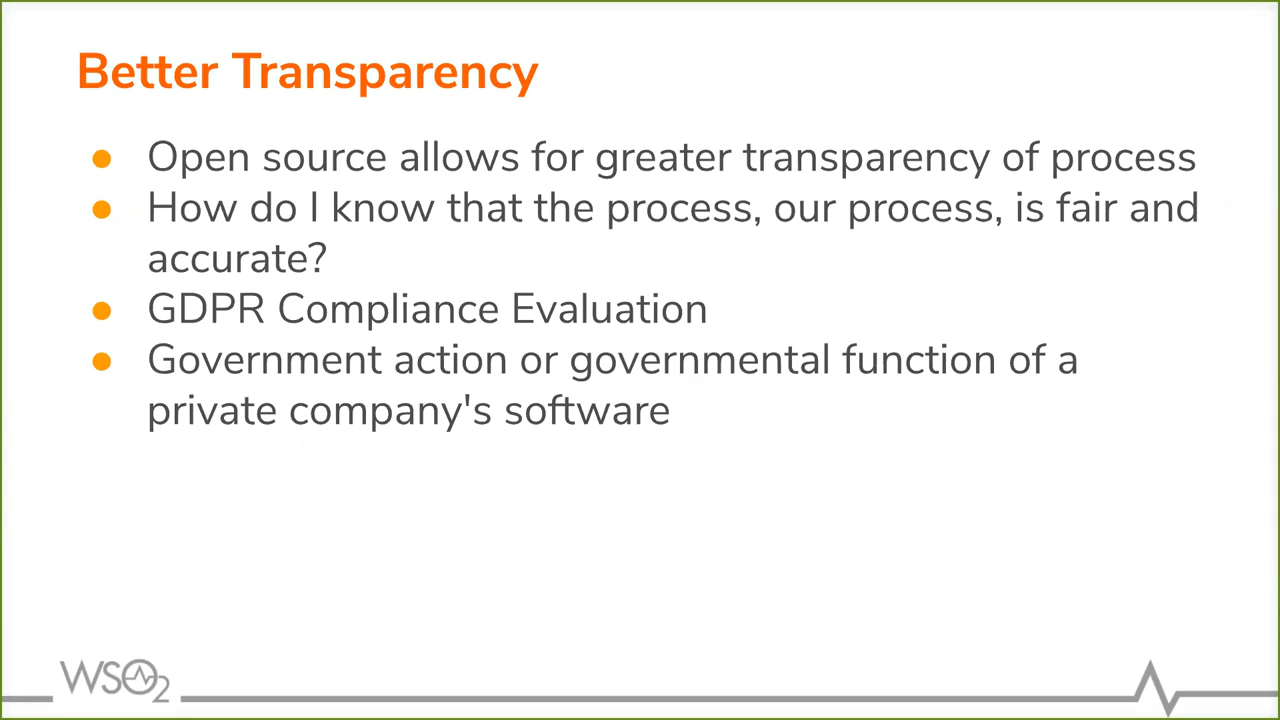 Better Transparency
● Open source allows for greater transparency of process
● How do I know that the process, our process, is fair and
accurate?
● GDPR Compliance Evaluation
● Government action or governmental function of a
private company's software
WSO2